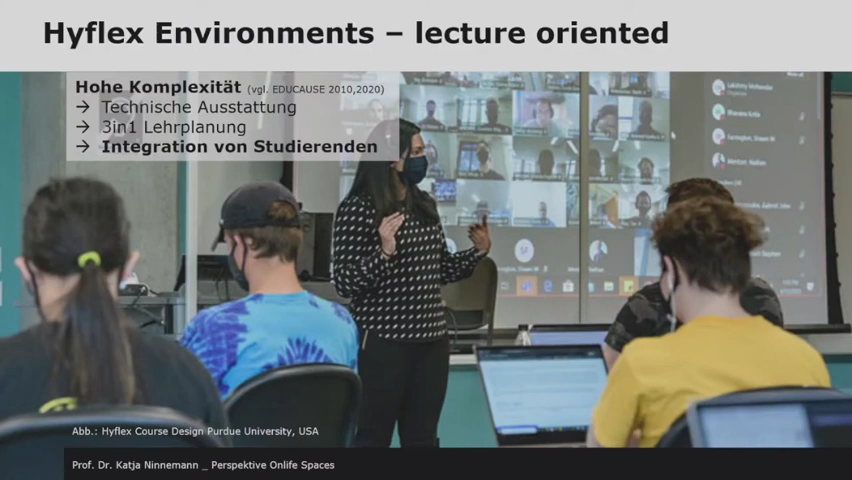 Hyflex Environments – lecture oriented
Hohe Komplexität (vgl. EDUCAUSE 2010,2020)
→ Technische Ausstattung
→ 3in1 Lehrplanung
→ Integration von Studierenden
Abb.: Hyflex Course Design Purdue University, USA
Prof. Dr. Katja Ninnemann _ Perspektive Onlife Spaces